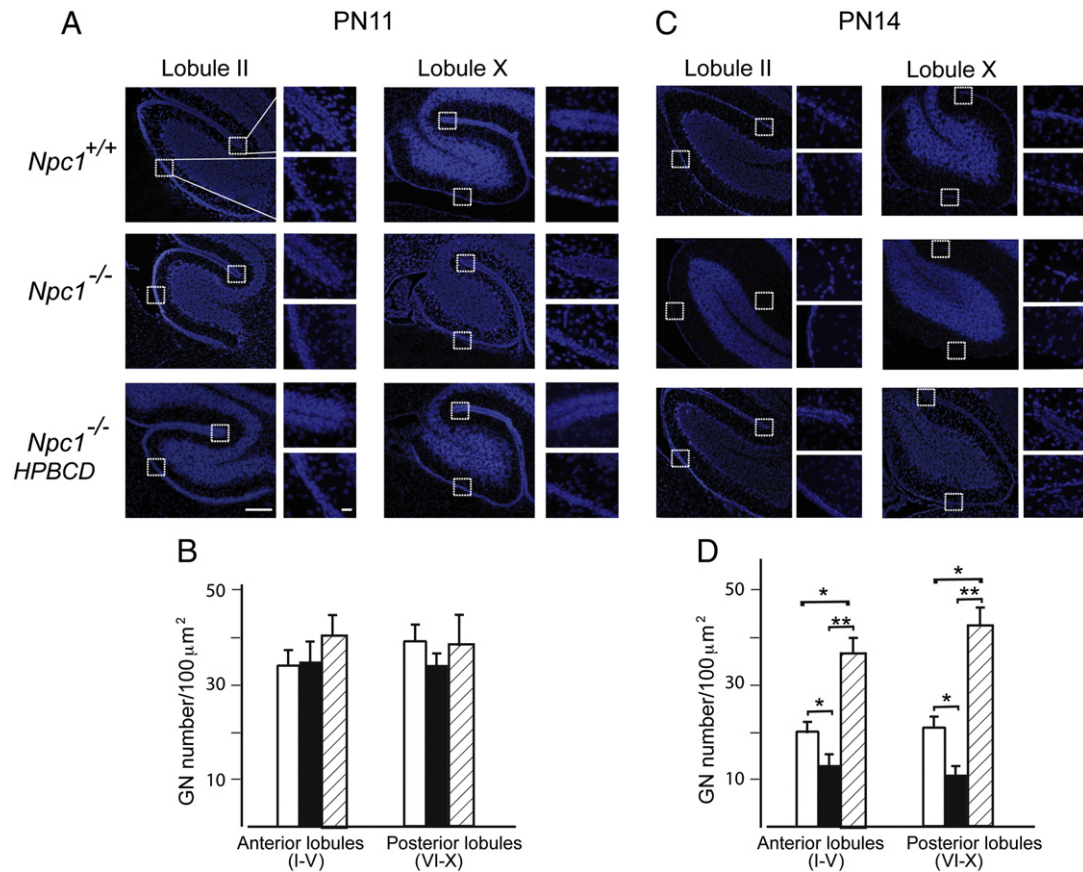 A PN11 C PN14
Lobule II Lobule X Lobule II Lobule X
Npc1+/+
Npc1-/-
Npc1-/-
HPBCD
B
GN number/100 µm2
50
30
10
Anterior lobules
(I-V)
Posterior lobules
(VI-X)
D
GN number/100 µm2
50
30
10
*
**
*
*
**
*
Anterior lobules
(I-V)
Posterior lobules
(VI-X)